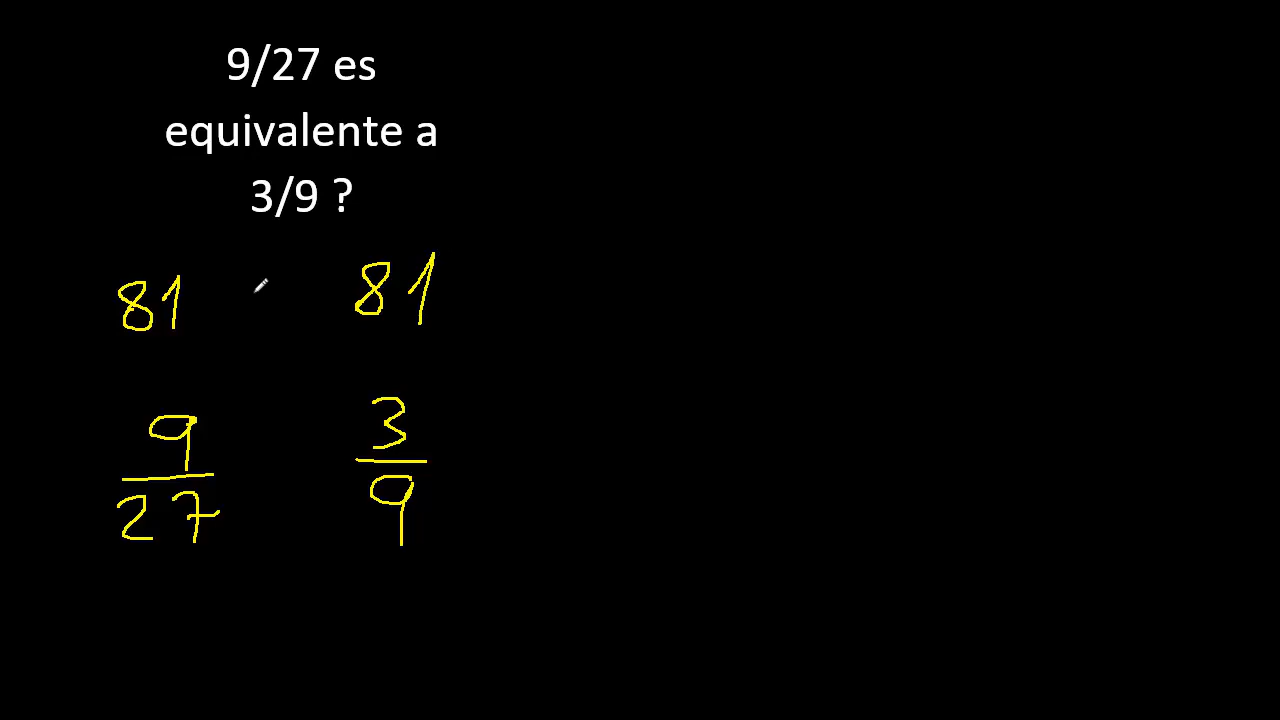 9/27 es
equivalente a
3/9 ?
81 81
9 3
27 9